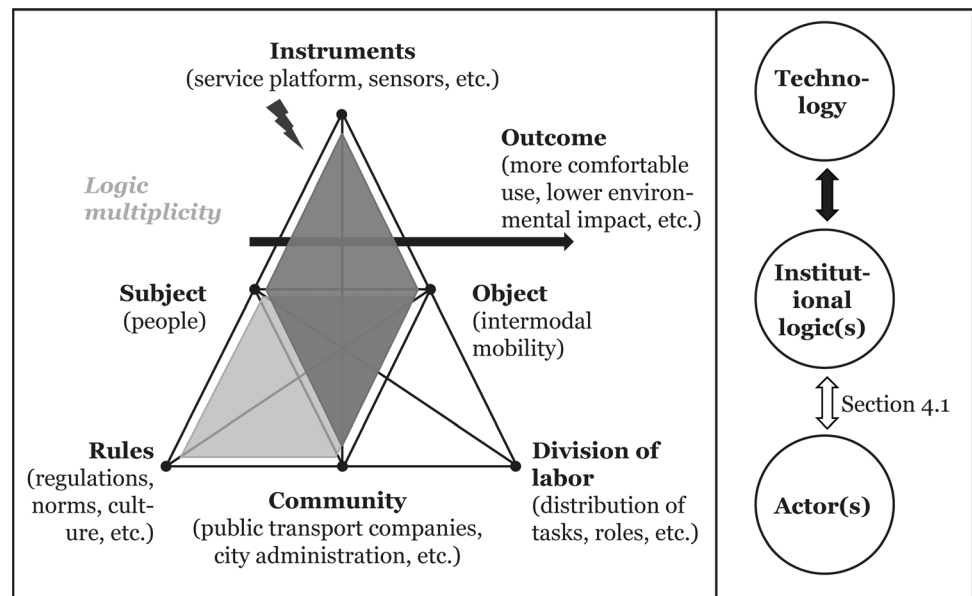 Instruments
(service platform, sensors, etc.)
Outcome
(more comfortable
use, lower environ-
mental impact, etc.)
Logic
multiplicity
Subject
(people)
Object
(intermodal
mobility)
Rules
(regulations,
norms, cult-
ure, etc.)
Community
(public transport companies,
city administration, etc.)
Division of
labor
(distribution of
tasks, roles, etc.)
Techno-
logy
Institut-
ional
logic(s)
Section 4.1
Actor(s)